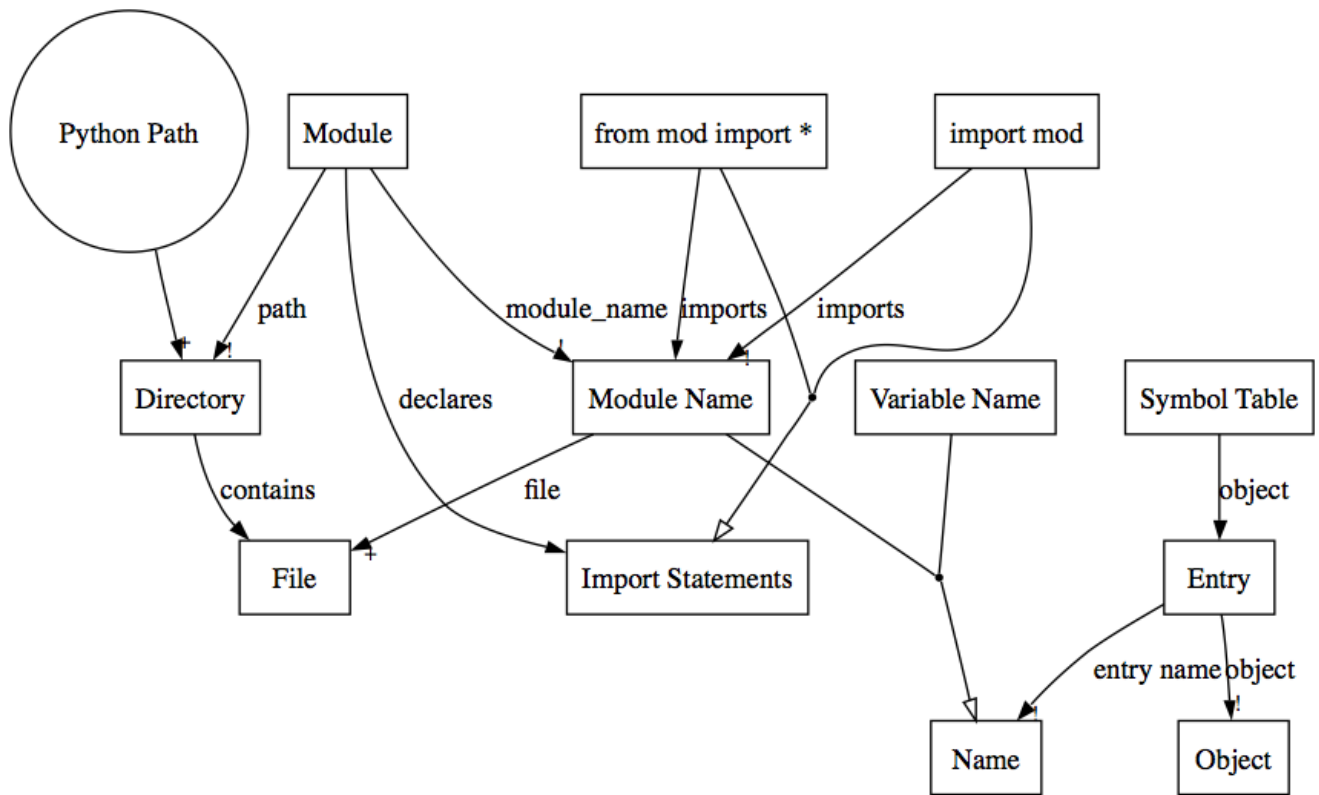 Python Path
Module
from mod import *
import mod
path
module_name
imports
imports
+
!
!
!
Directory
declares
Module Name
Variable Name
Symbol Table
contains
file
object
+
File
Import Statements
Entry
entry name
object
!
!
Name
Object